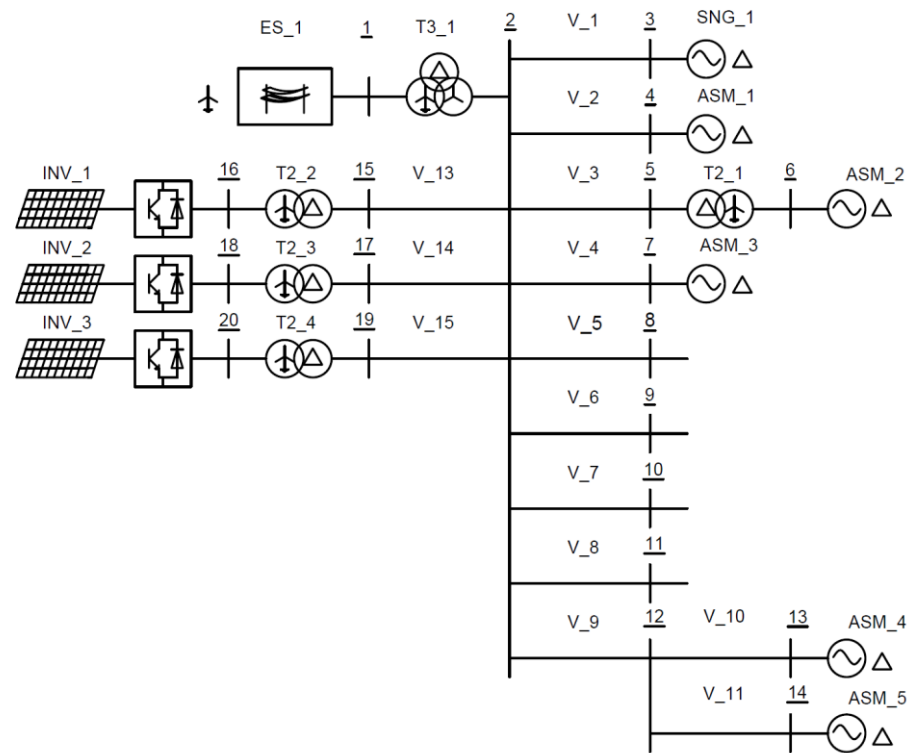 ES_1 1 T3_1 2 V_1 3 SNG_1
V_2 4 ASM_1
INV_1 16 T2_2 15 V_13 V_3 5 T2_1 6 ASM_2
INV_2 18 T2_3 17 V_14 V_4 7 ASM_3
INV_3 20 T2_4 19 V_15 V_5 8
V_6 9
V_7 10
V_8 11
V_9 12 V_10 13 ASM_4
V_11 14 ASM_5